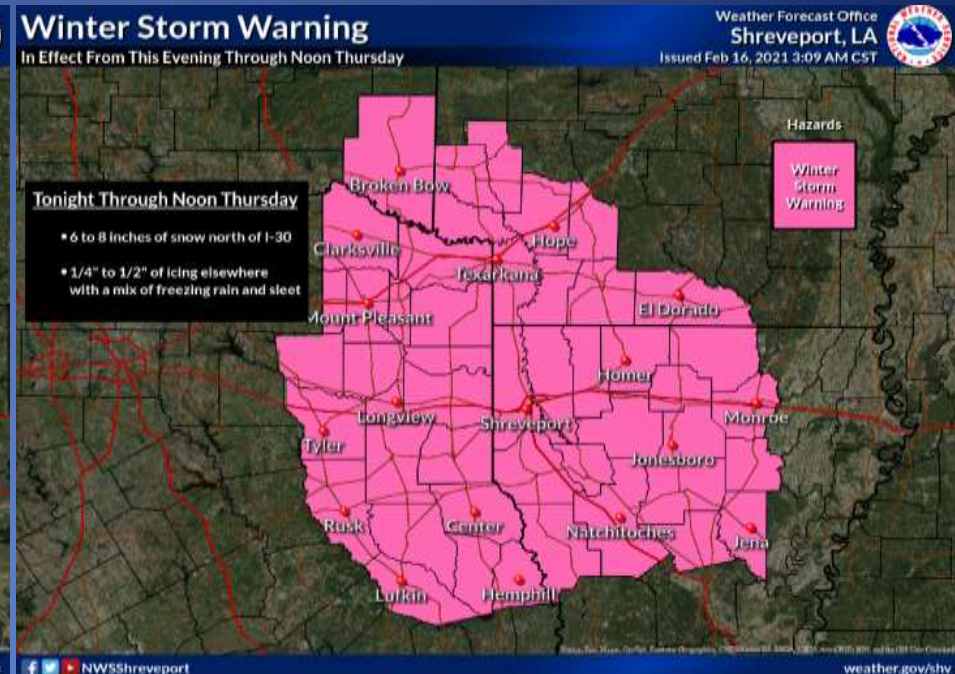 Winter Storm Warning
In Effect From This Evening Through Noon Thursday
Weather Forecast Office
Shreveport, LA
Issued Feb 16, 2021 3:09 AM CST
Hazards
Winter
Storm
Warning
Tonight Through Noon Thursday
▪ 6 to 8 inches of snow north of I-30
▪ 1/4" to 1/2" of icing elsewhere
with a mix of freezing rain and sleet
Broken Bow
Clarksville
Hope
Texarkana
Mount Pleasant
El Dorado
Homer
Longview
Shreveport
Monroe
Tyler
Jonesboro
Rusk
Center
Natchitoches
Jena
Lufkin
Hemphill
NWSShreveport
weather.gov/shv